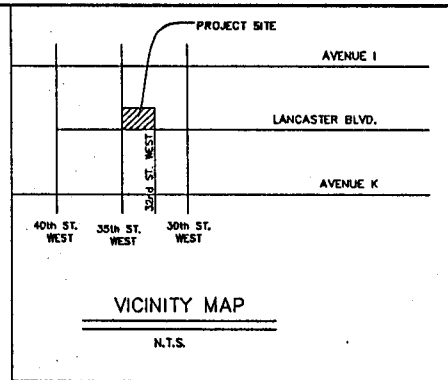 PROJECT SITE
AVENUE I
LANCASTER BLVD.
32nd ST. WEST
AVENUE K
40th ST.
WEST
35th ST.
WEST
30th ST.
WEST
VICINITY MAP
N.T.S.